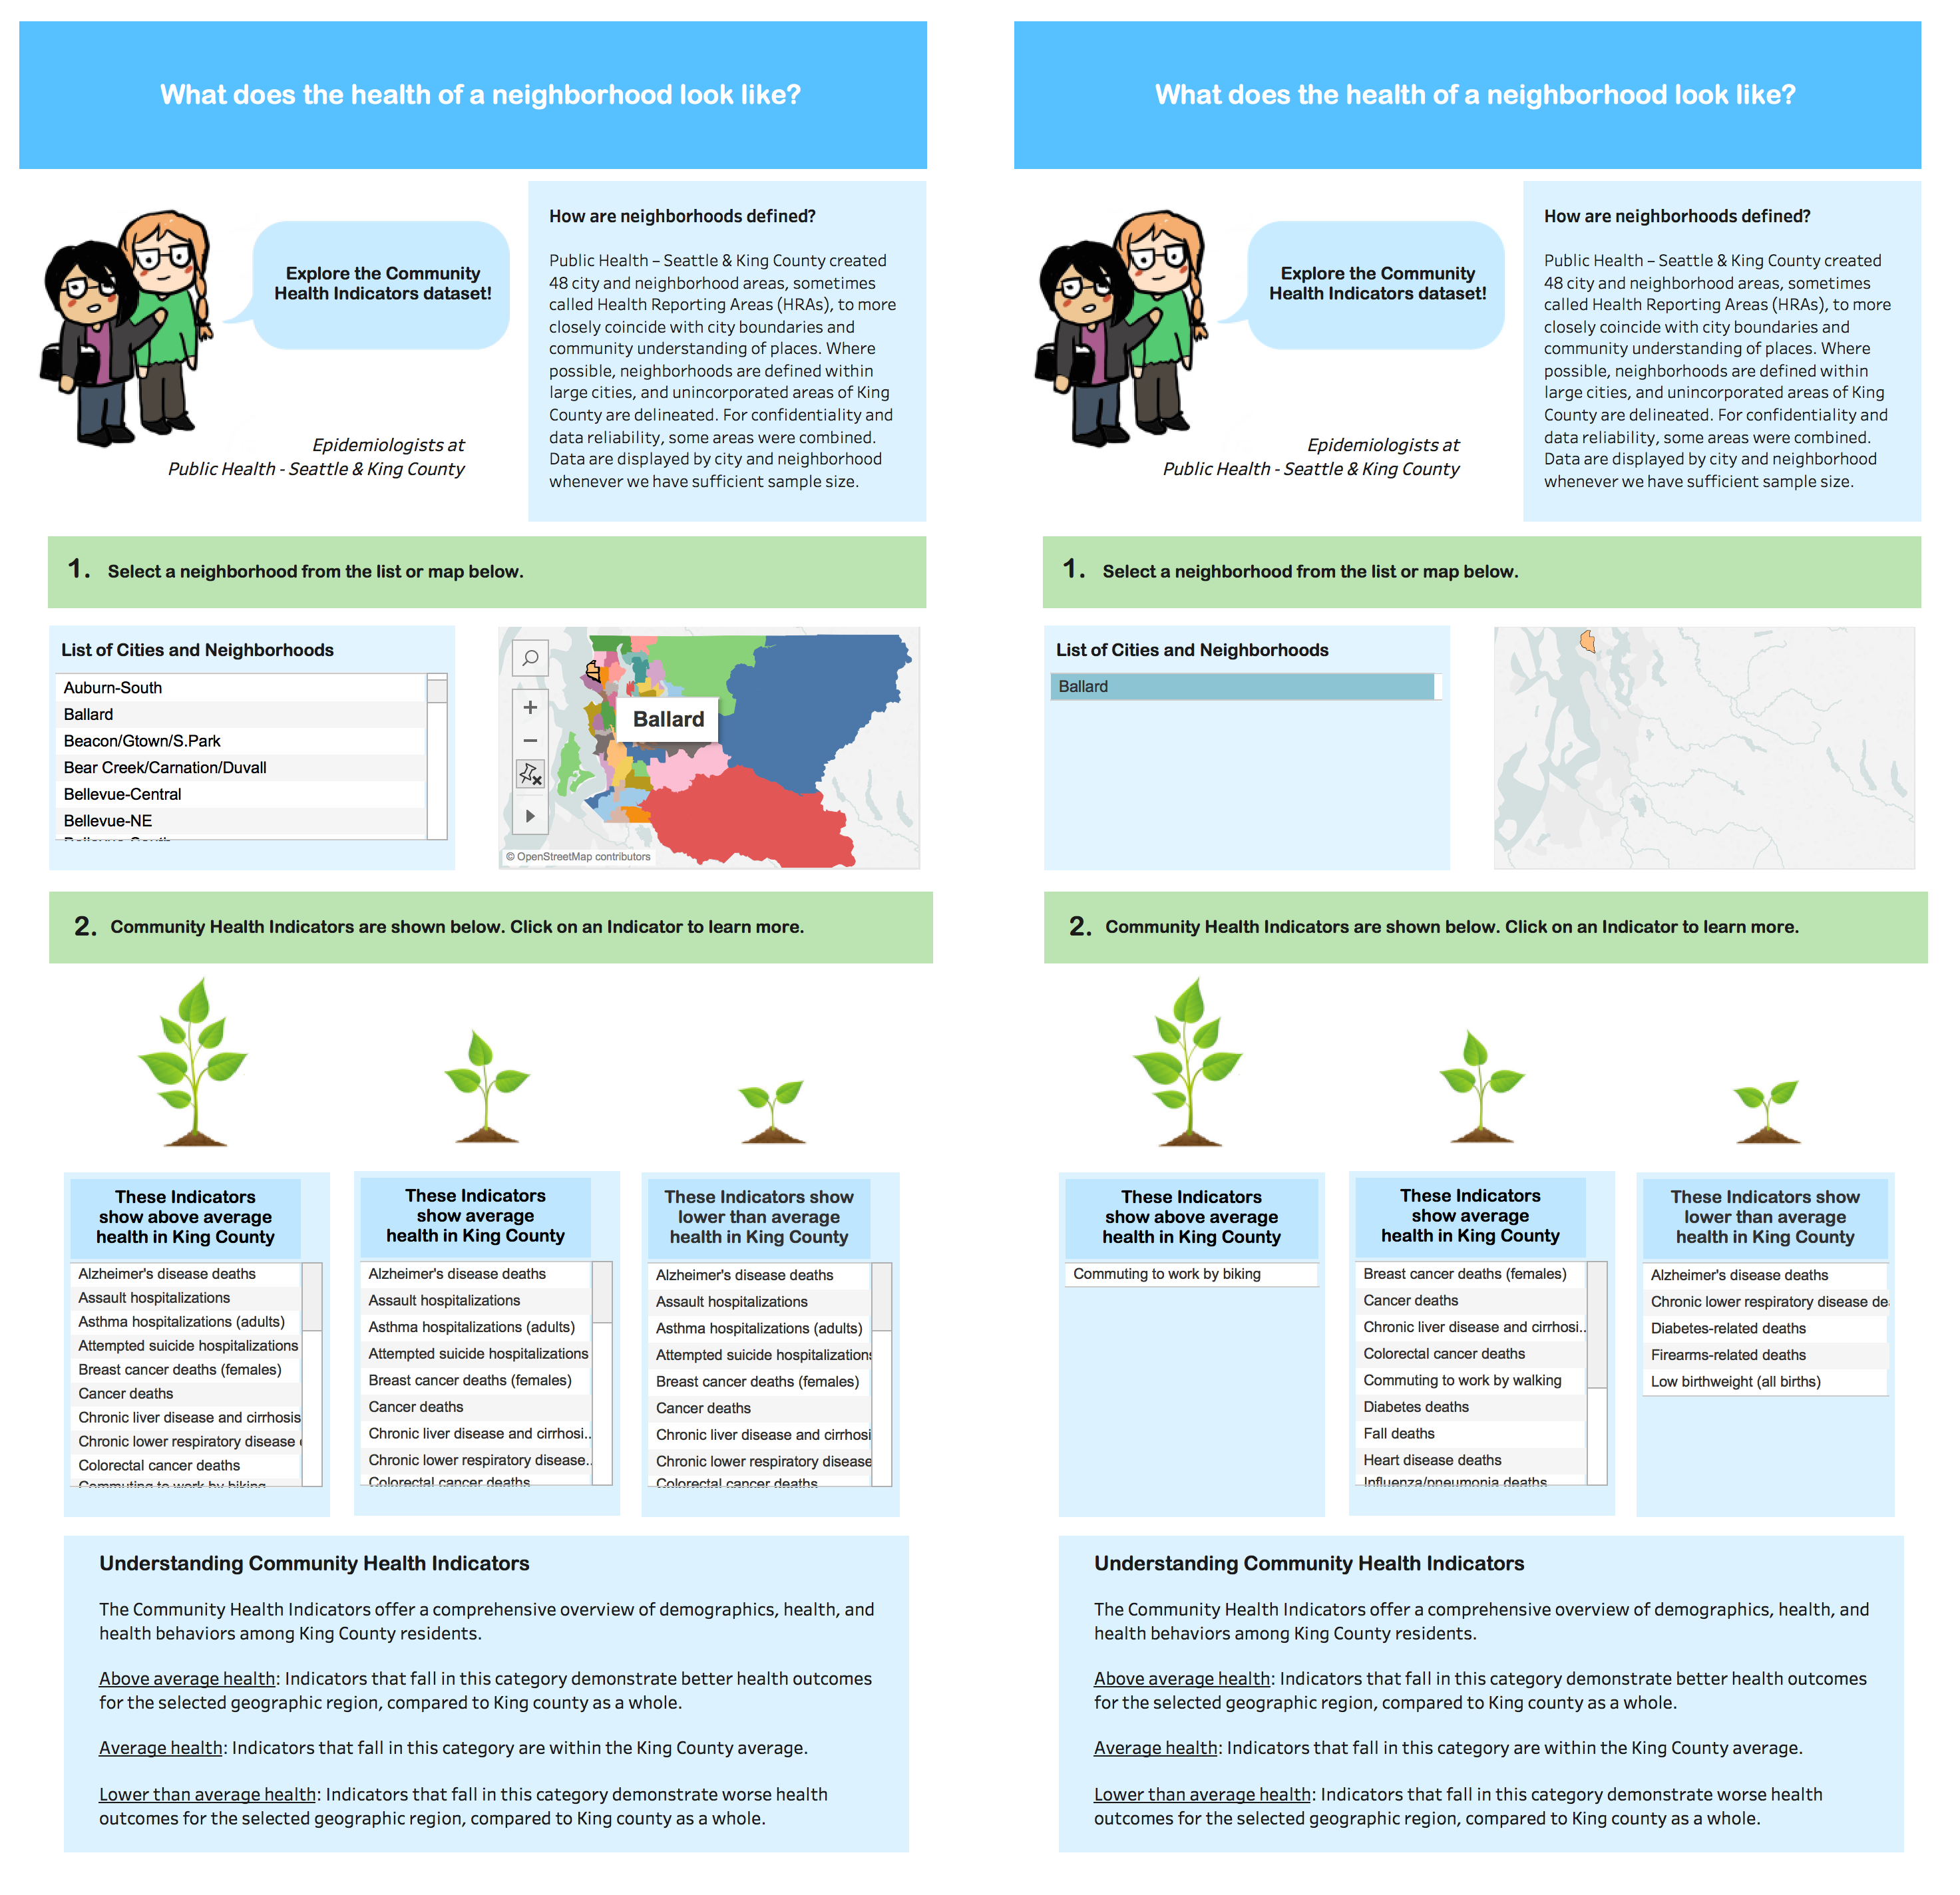 What does the health of a neighborhood look like?
Explore the Community
Health Indicators dataset!
Epidemiologists at
Public Health - Seattle & King County
How are neighborhoods defined?
Public Health – Seattle & King County created
48 city and neighborhood areas, sometimes
called Health Reporting Areas (HRAs), to more
closely coincide with city boundaries and
community understanding of places. Where
possible, neighborhoods are defined within
large cities, and unincorporated areas of King
County are delineated. For confidentiality and
data reliability, some areas were combined.
Data are displayed by city and neighborhood
whenever we have sufficient sample size.
1. Select a neighborhood from the list or map below.
List of Cities and Neighborhoods
Auburn-South
Ballard
Beacon/Gtown/S.Park
Bear Creek/Carnation/Duvall
Bellevue-Central
Bellevue-NE
Bellevue-South
Ballard
© OpenStreetMap contributors
2. Community Health Indicators are shown below. Click on an Indicator to learn more.
These Indicators
show above average
health in King County
Alzheimer's disease deaths
Assault hospitalizations
Asthma hospitalizations (adults)
Attempted suicide hospitalizations
Breast cancer deaths (females)
Cancer deaths
Chronic liver disease and cirrhosis
Chronic lower respiratory disease
Colorectal cancer deaths
Commuting to work by biking
These Indicators
show average
health in King County
Alzheimer's disease deaths
Assault hospitalizations
Asthma hospitalizations (adults)
Attempted suicide hospitalizations
Breast cancer deaths (females)
Cancer deaths
Chronic liver disease and cirrhosi..
Chronic lower respiratory disease..
Colorectal cancer deaths
These Indicators show
lower than average
health in King County
Alzheimer's disease deaths
Assault hospitalizations
Asthma hospitalizations (adults)
Attempted suicide hospitalizations
Breast cancer deaths (females)
Cancer deaths
Chronic liver disease and cirrhosi
Chronic lower respiratory disease
Colorectal cancer deaths
Understanding Community Health Indicators
The Community Health Indicators offer a comprehensive overview of demographics, health, and
health behaviors among King County residents.
Above average health: Indicators that fall in this category demonstrate better health outcomes
for the selected geographic region, compared to King county as a whole.
Average health: Indicators that fall in this category are within the King County average.
Lower than average health: Indicators that fall in this category demonstrate worse health
outcomes for the selected geographic region, compared to King county as a whole.
What does the health of a neighborhood look like?
Explore the Community
Health Indicators dataset!
Epidemiologists at
Public Health - Seattle & King County
How are neighborhoods defined?
Public Health – Seattle & King County created
48 city and neighborhood areas, sometimes
called Health Reporting Areas (HRAs), to more
closely coincide with city boundaries and
community understanding of places. Where
possible, neighborhoods are defined within
large cities, and unincorporated areas of King
County are delineated. For confidentiality and
data reliability, some areas were combined.
Data are displayed by city and neighborhood
whenever we have sufficient sample size.
1. Select a neighborhood from the list or map below.
List of Cities and Neighborhoods
Ballard
2. Community Health Indicators are shown below. Click on an Indicator to learn more.
These Indicators
show above average
health in King County
Commuting to work by biking
These Indicators
show average
health in King County
Breast cancer deaths (females)
Cancer deaths
Chronic liver disease and cirrhosi..
Colorectal cancer deaths
Commuting to work by walking
Diabetes deaths
Fall deaths
Heart disease deaths
Influenza/pneumonia deaths
These Indicators show
lower than average
health in King County
Alzheimer's disease deaths
Chronic lower respiratory disease de
Diabetes-related deaths
Firearms-related deaths
Low birthweight (all births)
Understanding Community Health Indicators
The Community Health Indicators offer a comprehensive overview of demographics, health, and
health behaviors among King County residents.
Above average health: Indicators that fall in this category demonstrate better health outcomes
for the selected geographic region, compared to King county as a whole.
Average health: Indicators that fall in this category are within the King County average.
Lower than average health: Indicators that fall in this category demonstrate worse health
outcomes for the selected geographic region, compared to King county as a whole.